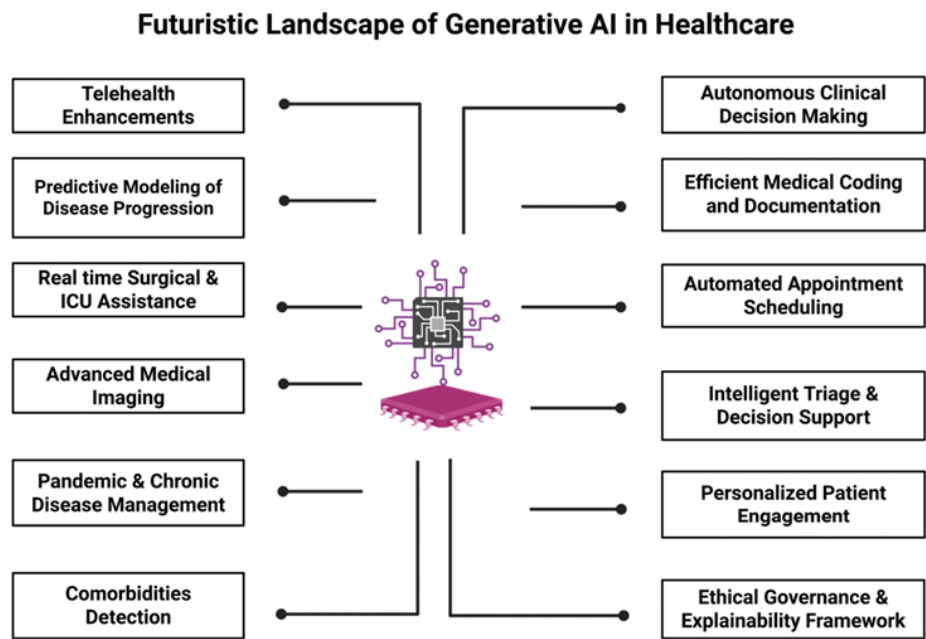 Futuristic Landscape of Generative AI in Healthcare
Telehealth
Enhancements
Predictive Modeling of
Disease Progression
Real time Surgical &
ICU Assistance
Advanced Medical
Imaging
Pandemic & Chronic
Disease Management
Comorbidities
Detection
Autonomous Clinical
Decision Making
Efficient Medical Coding
and Documentation
Automated Appointment
Scheduling
Intelligent Triage &
Decision Support
Personalized Patient
Engagement
Ethical Governance &
Explainability Framework